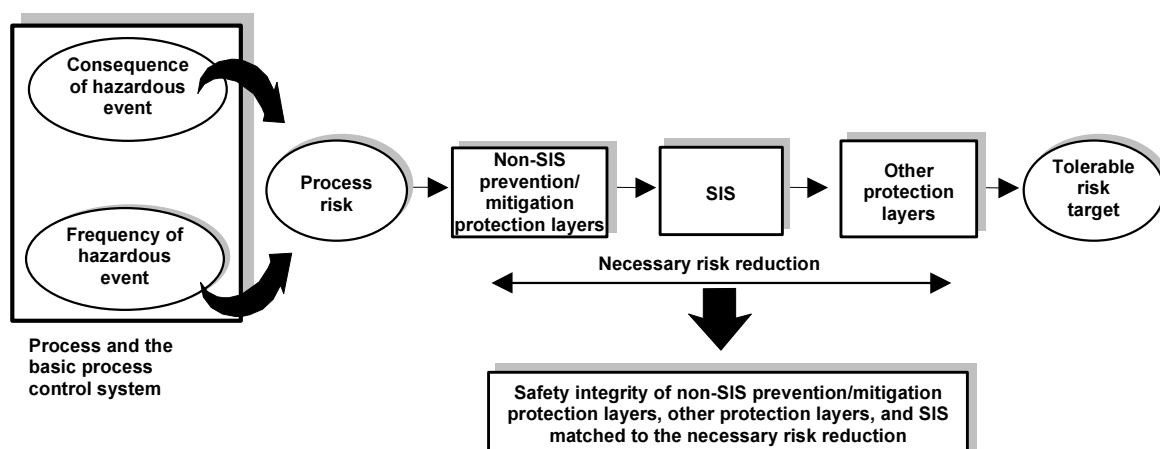 Consequence
of hazardous
event
Frequency of
hazardous
event
Process and the
basic process
control system
Process
risk
Non-SIS
prevention/
mitigation
protection layers
SIS
Other
protection
layers
Tolerable
risk
target
Necessary risk reduction
Safety integrity of non-SIS prevention/mitigation
protection layers, other protection layers, and SIS
matched to the necessary risk reduction